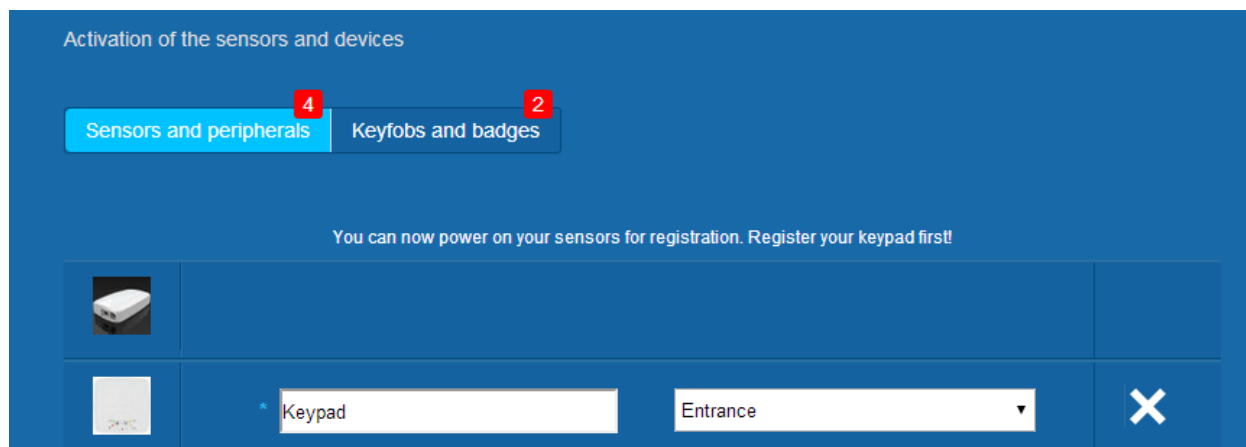 Activation of the sensors and devices
4
2
Sensors and peripherals
Keyfobs and badges
You can now power on your sensors for registration. Register your keypad first!
* Keypad
Entrance